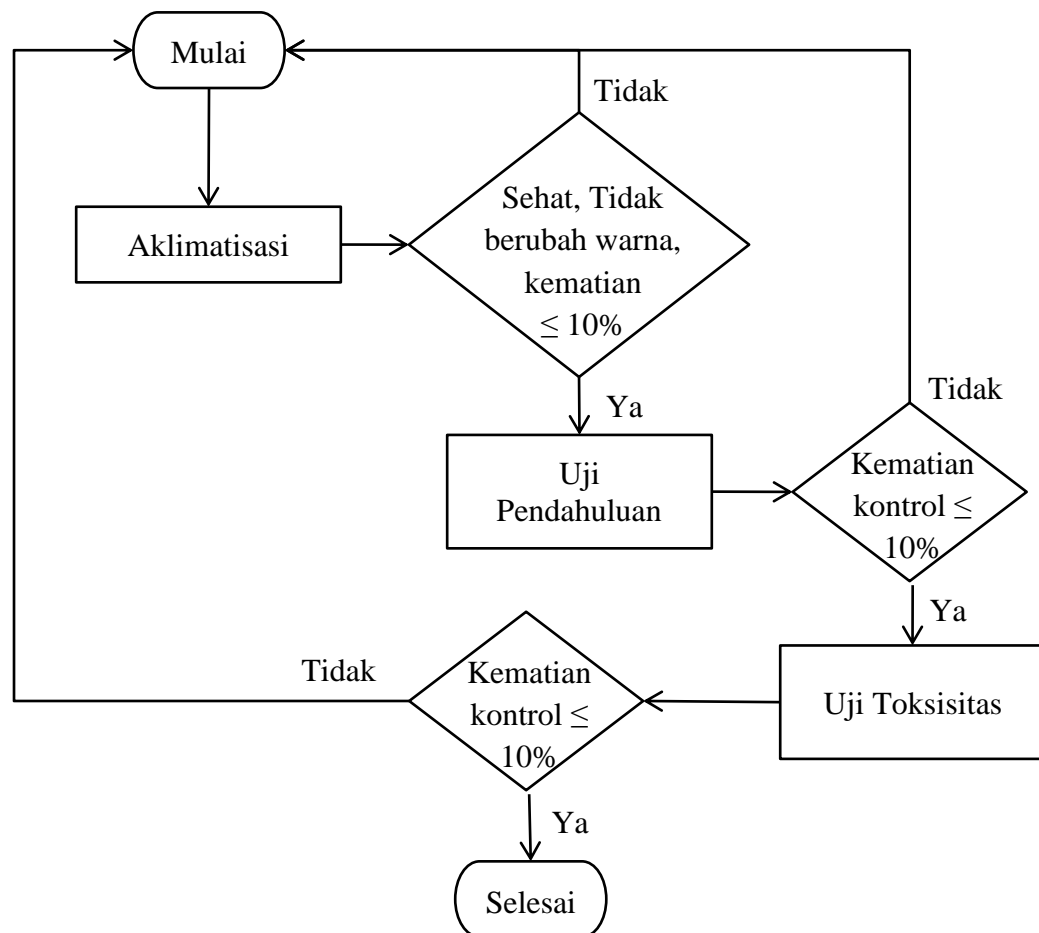 Mulai
Tidak
Sehat, Tidak
berubah warna,
kematian
≤ 10%
Aklimatisasi
Ya
Tidak
Uji
Pendahuluan
Kematian
kontrol ≤
10%
Ya
Uji Toksisitas
Kematian
kontrol ≤
10%
Tidak
Ya
Selesai